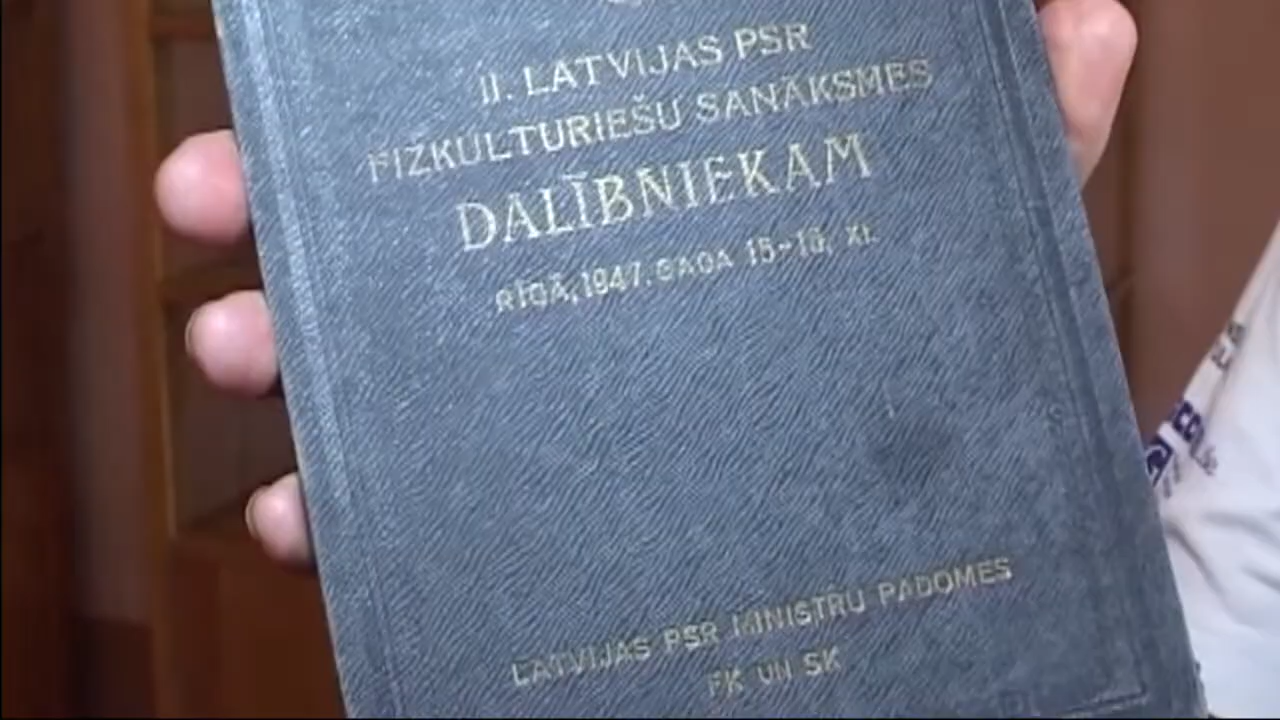 II. LATVIJAS PSR
FIZKULTURIEŠU SANĀKSMES
DALĪBNIEKAM
RĪGĀ, 1947. GADA 15-16, XI.
LATVIJAS PSR MINISTRU PADOMES
FK UN SK